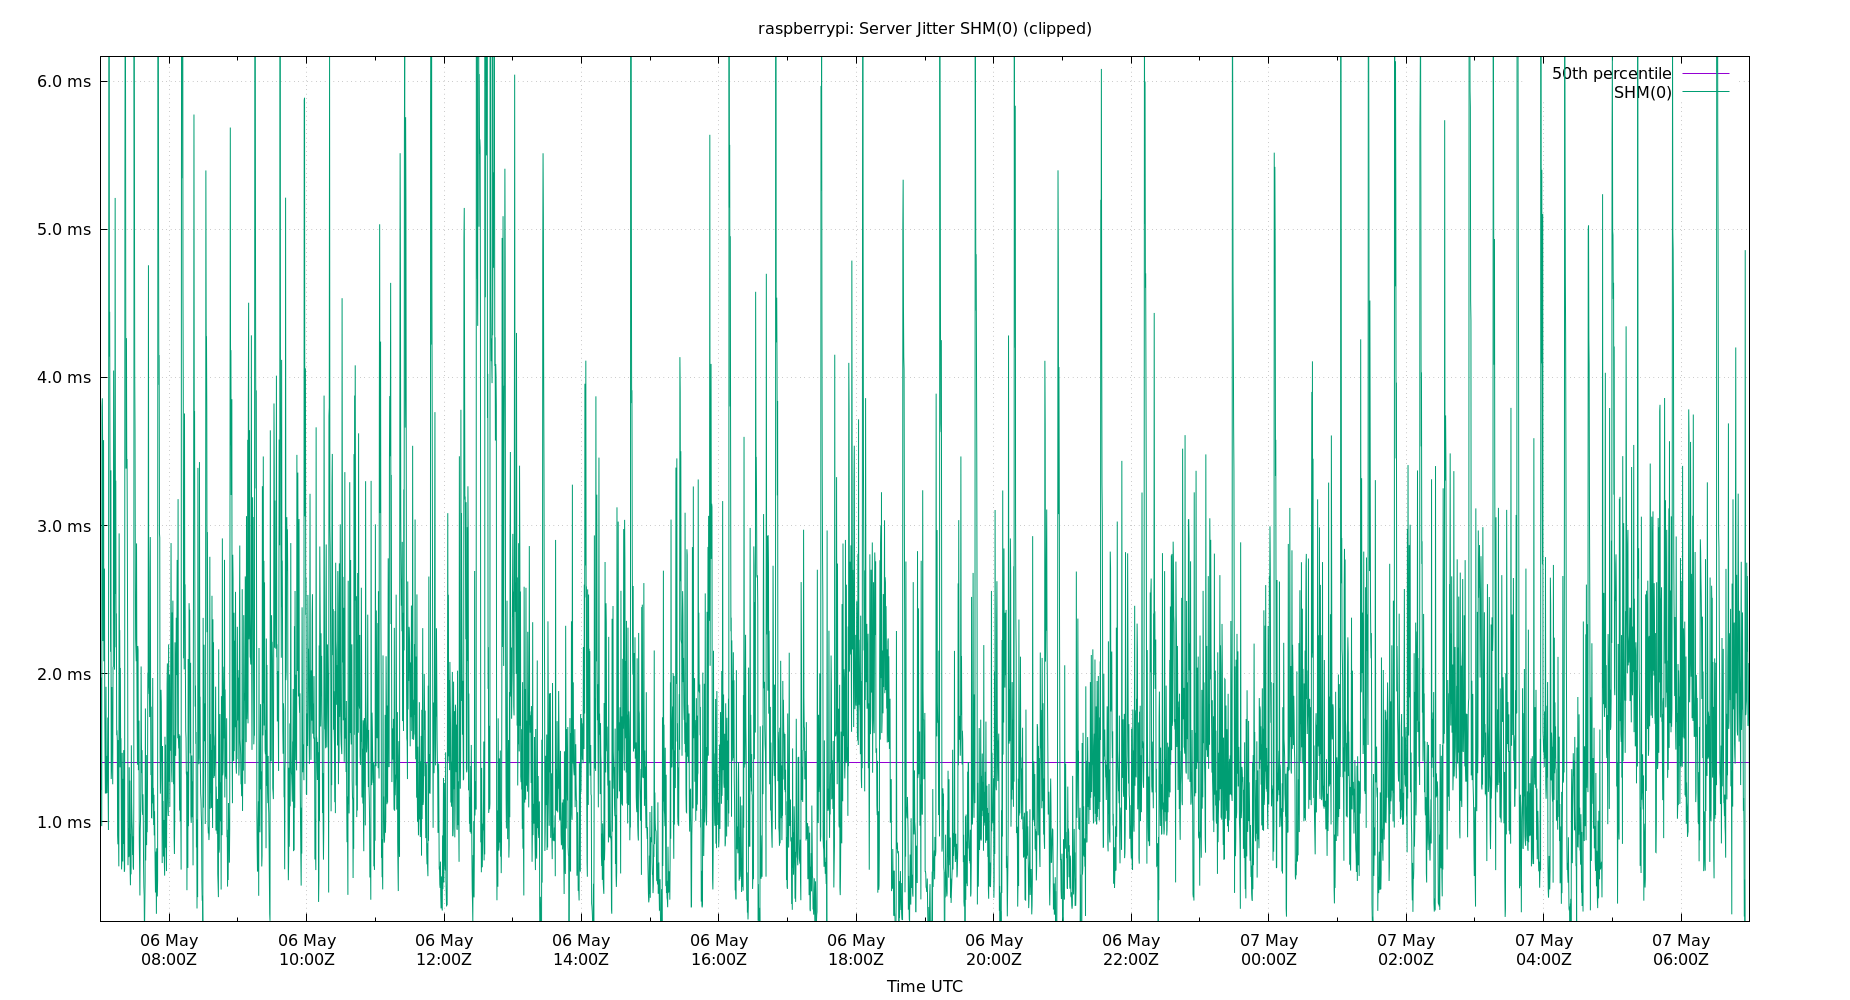 raspberrypi: Server Jitter SHM(0) (clipped)
6.0 ms
5.0 ms
4.0 ms
3.0 ms
2.0 ms
1.0 ms
50th percentile
SHM(0)
06 May 06 May 06 May 06 May 06 May 06 May 06 May 06 May 07 May 07 May 07 May 07 May
08:00Z 10:00Z 12:00Z 14:00Z 16:00Z 18:00Z 20:00Z 22:00Z 00:00Z 02:00Z 04:00Z 06:00Z
Time UTC